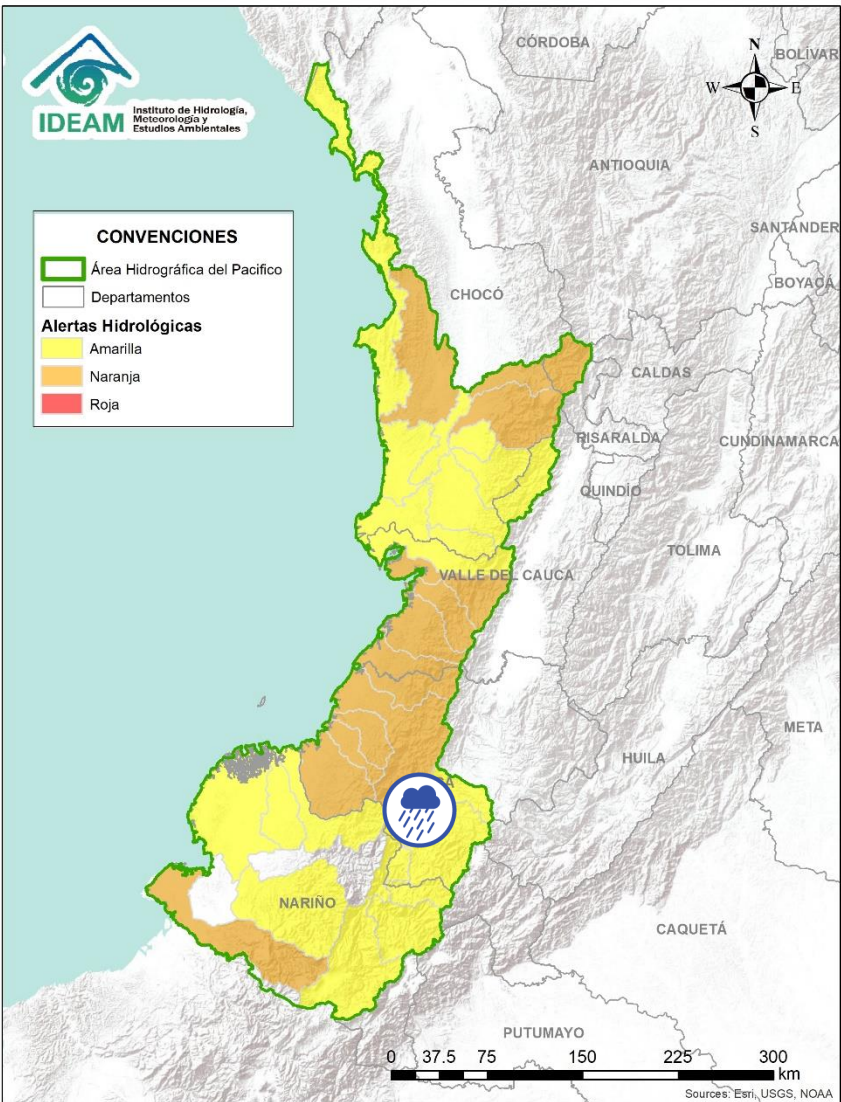 CÓRDOBA
BOLÍVAR
N
W E
S
IDEAM
Instituto de Hidrología,
Meteorología y
Estudios Ambientales
ANTIOQUIA
SANTANDER
BOYACÁ
CONVENCIONES
Área Hidrográfica del Pacifico
Departamentos
Alertas Hidrológicas
Amarilla
Naranja
Roja
CHOCÓ
CALDAS
RISARALDA
CUNDINAMARCA
QUINDÍO
TOLIMA
VALLE DEL CAUCA
META
HUILA
NARIÑO
CAQUETÁ
PUTUMAYO
0 37.5 75 150 225 300
km
Sources: Esri, USGS, NOAA